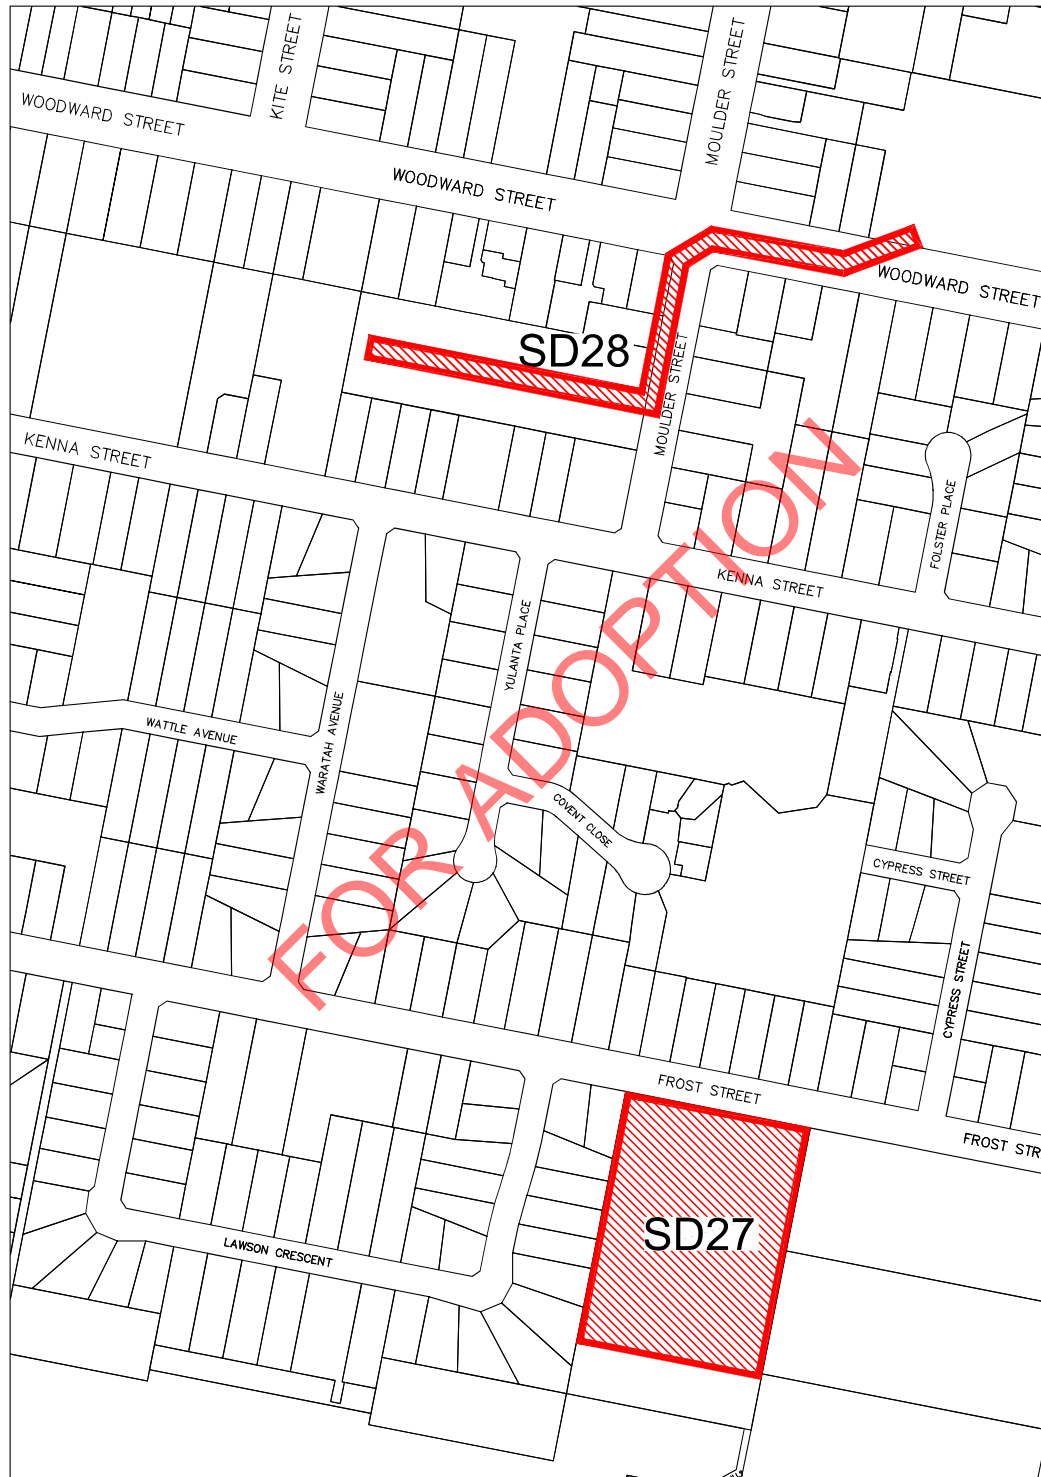 KITE STREET
MOULDER STREET
WOODWARD STREET
WOODWARD STREET
WOODWARD STREET
SD28
MOULDER STREET
KENNA STREET
FOLSTER PLACE
KENNA STREET
YULANTA PLACE
WATTLE AVENUE
WARATAH AVENUE
COVENT CLOSE
CYPRESS STREET
CYPRESS STREET
FOR ADOPTION
FROST STREET
FROST STR
SD27
LAWSON CRESCENT